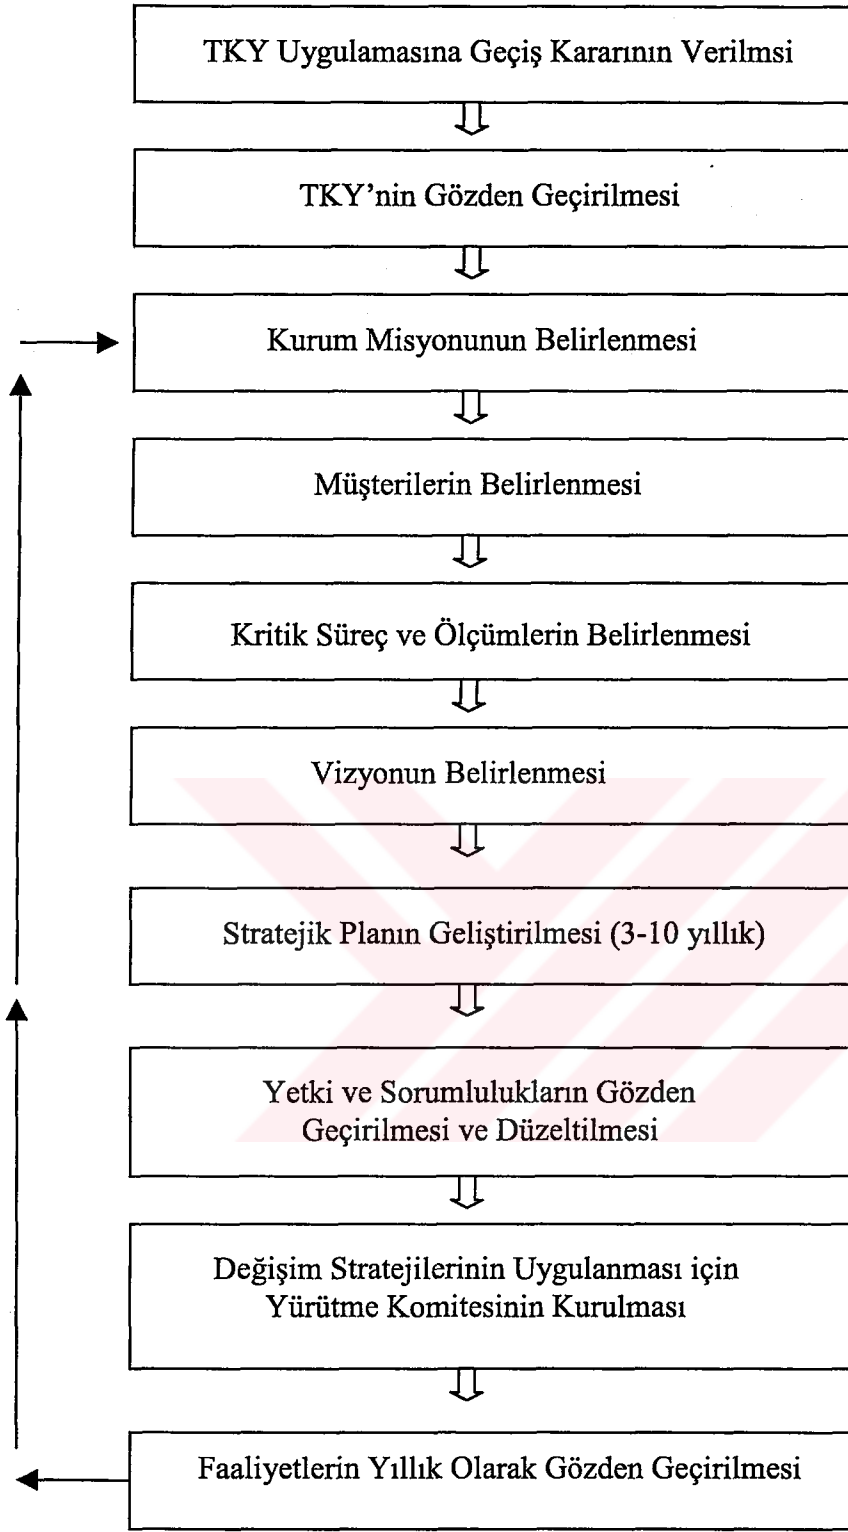 TKY Uygulamasına Geçiş Kararının Verilmsi
TKY’nin Gözden Geçirilmesi
Kurum Misyonunun Belirlenmesi
Müşterilerin Belirlenmesi
Kritik Süreç ve Ölçümlerin Belirlenmesi
Vizyonun Belirlenmesi
Stratejik Planın Geliştirilmesi (3-10 yıllık)
Yetki ve Sorumlulukların Gözden
Geçirilmesi ve Düzeltilmesi
Değişim Stratejilerinin Uygulanması için
Yürütme Komitesinin Kurulması
Faaliyetlerin Yıllık Olarak Gözden Geçirilmesi